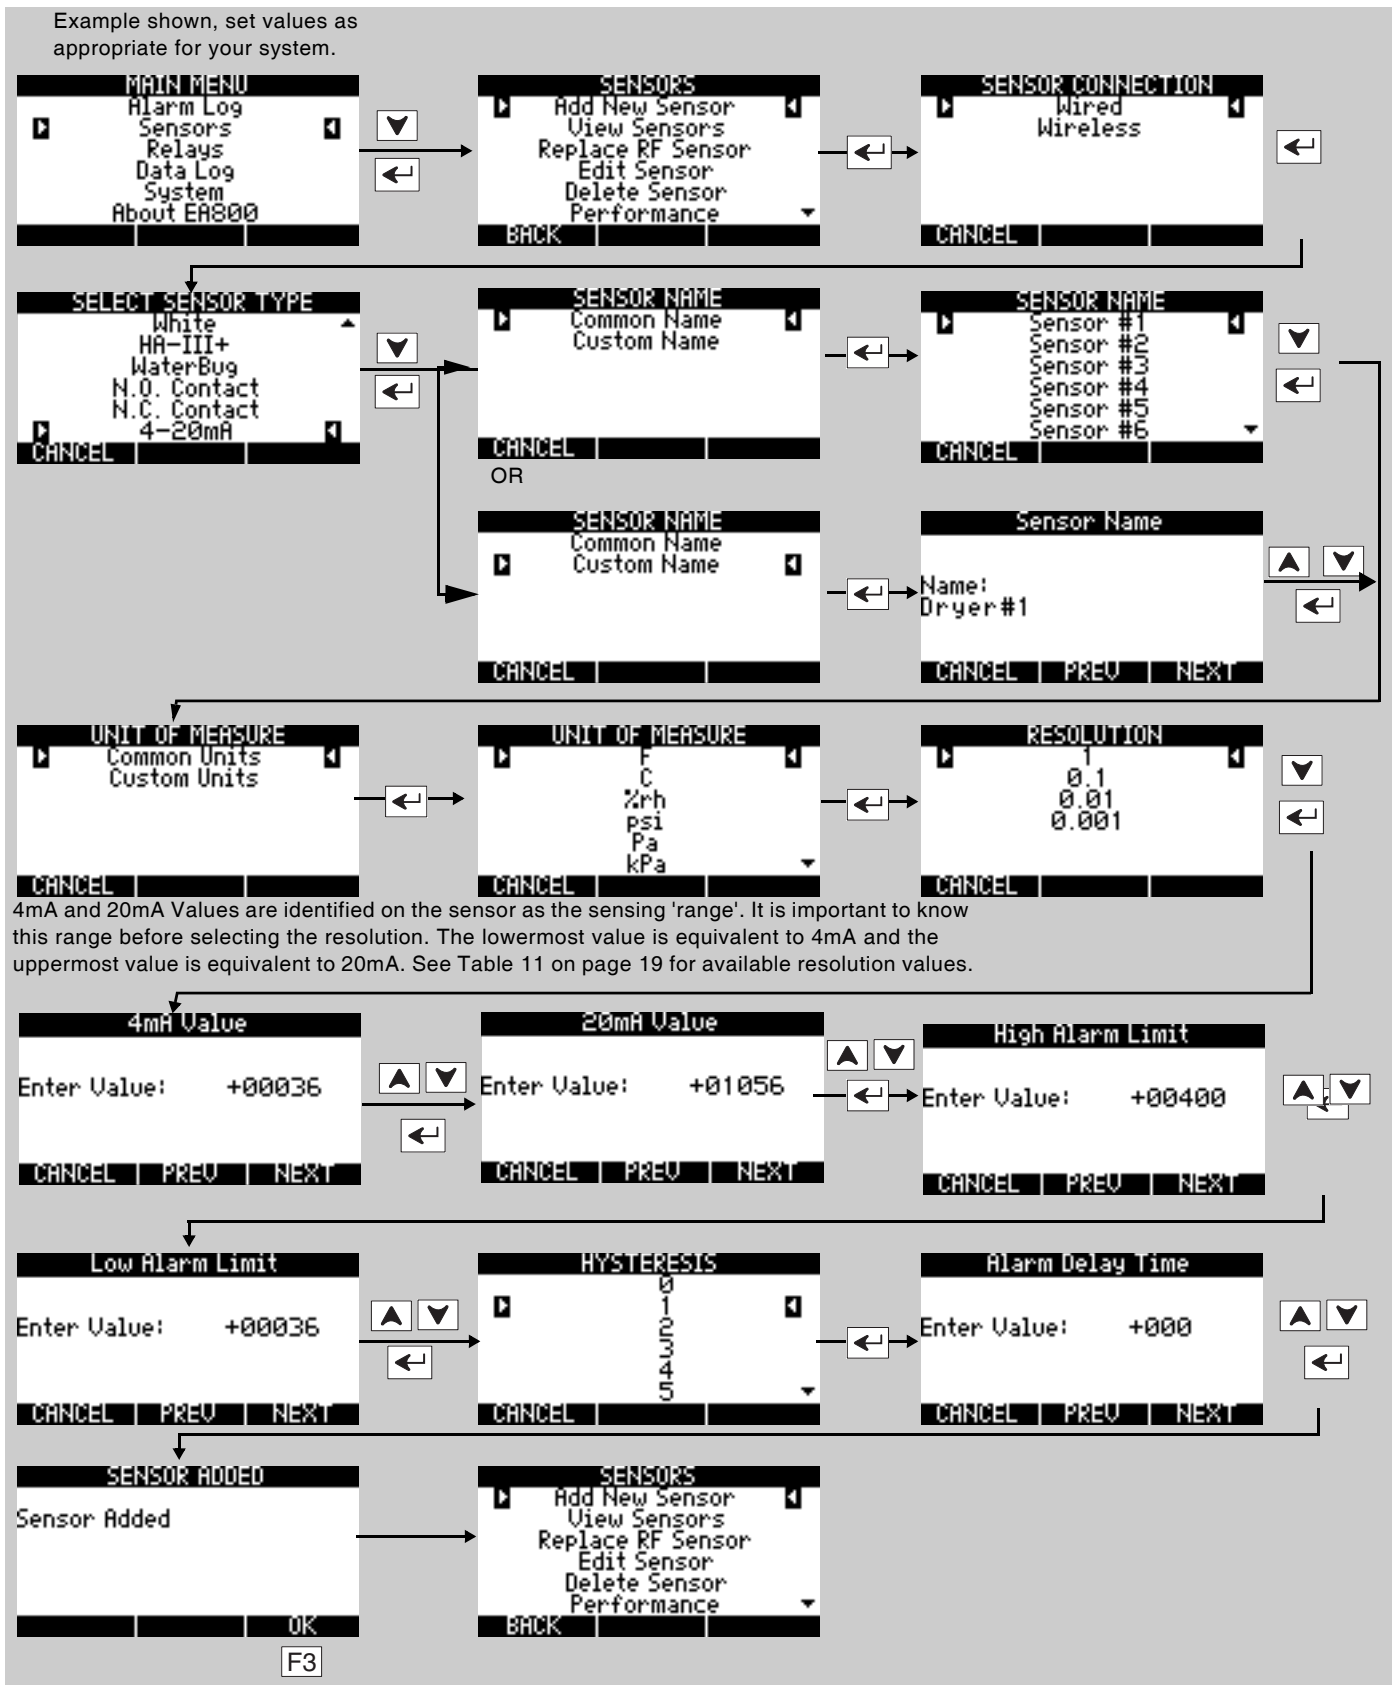 Example shown, set values as
appropriate for your system.
MAIN MENU
Alarm Log
Sensors
Relays
Data Log
System
About EA800
SENSORS
Add New Sensor
View Sensors
Replace RF Sensor
Edit Sensor
Delete Sensor
Performance
BACK
SENSOR CONNECTION
Wired
Wireless
CANCEL
SELECT SENSOR TYPE
White
HA-III+
WaterBug
N.O. Contact
N.C. Contact
4-20mA
CANCEL
SENSOR NAME
Common Name
Custom Name
CANCEL
SENSOR NAME
Sensor #1
Sensor #2
Sensor #3
Sensor #4
Sensor #5
Sensor #6
CANCEL
OR
SENSOR NAME
Common Name
Custom Name
CANCEL
Sensor Name
Name:
Dryer#1
CANCEL PREV NEXT
UNIT OF MEASURE
Common Units
Custom Units
CANCEL
UNIT OF MEASURE
F
C
%rh
psi
Pa
kPa
CANCEL
RESOLUTION
1
0.1
0.01
0.001
CANCEL
4mA and 20mA Values are identified on the sensor as the sensing 'range'. It is important to know
this range before selecting the resolution. The lowermost value is equivalent to 4mA and the
uppermost value is equivalent to 20mA. See Table 11 on page 19 for available resolution values.
4mA Value
Enter Value: +00036
CANCEL PREV NEXT
20mA Value
Enter Value: +01056
CANCEL PREV NEXT
High Alarm Limit
Enter Value: +00400
CANCEL PREV NEXT
Low Alarm Limit
Enter Value: +00036
CANCEL PREV NEXT
HYSTERESIS
0
1
2
3
4
5
CANCEL
Alarm Delay Time
Enter Value: +000
CANCEL PREV NEXT
SENSOR ADDED
Sensor Added
OK
F3
SENSORS
Add New Sensor
View Sensors
Replace RF Sensor
Edit Sensor
Delete Sensor
Performance
BACK